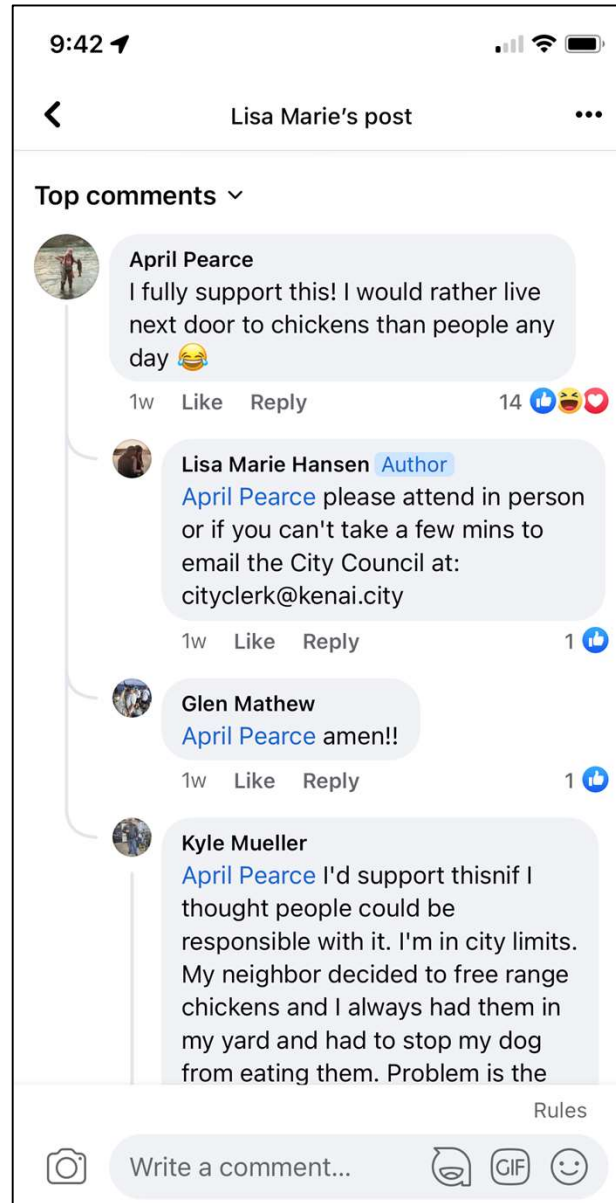 9:42
Lisa Marie's post
Top comments
April Pearce
I fully support this! I would rather live
next door to chickens than people any
day 😂
1w Like Reply 14
Lisa Marie Hansen Author
April Pearce please attend in person
or if you can't take a few mins to
email the City Council at:
cityclerk@kenai.city
1w Like Reply 1
Glen Mathew
April Pearce amen!!
1w Like Reply 1
Kyle Mueller
April Pearce I'd support thisnif I
thought people could be
responsible with it. I'm in city limits.
My neighbor decided to free range
chickens and I always had them in
my yard and had to stop my dog
from eating them. Problem is the
Rules
Write a comment... GIF